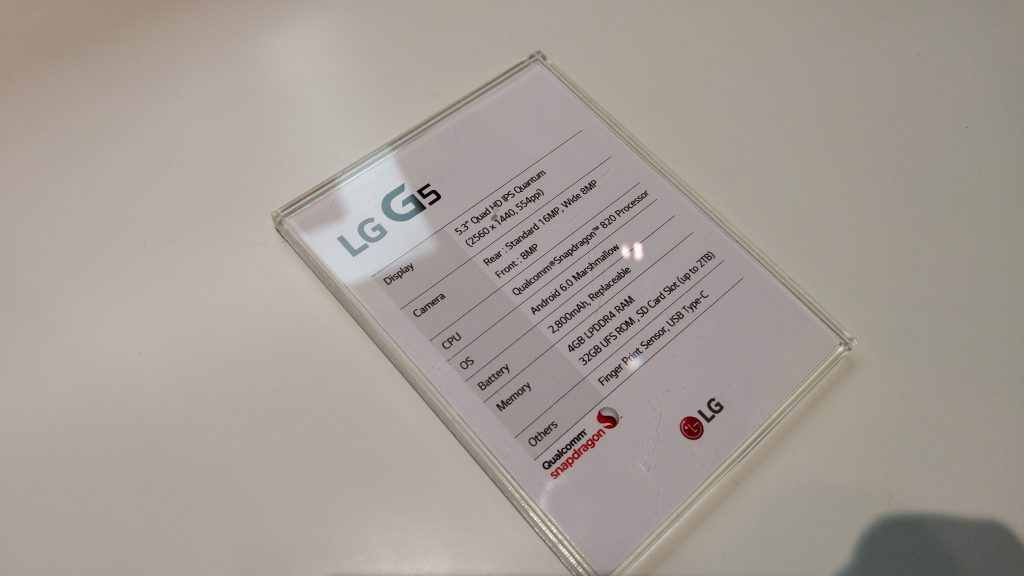 LG G5
Display 5.3" Quad HD IPS Quantum
(2560 x 1440, 554ppi)
Camera Rear : Standard 16MP, Wide 8MP
Front : 8MP
CPU Qualcomm®Snapdragon™ 820 Processor
OS Android 6.0 Marshmallow
Battery 2,800mAh, Replaceable
Memory 4GB LPDDR4 RAM
32GB UFS ROM , SD Card Slot (up to 2TB)
Others Finger Print Sensor, USB Type-C
Qualcomm™
snapdragon™
LG